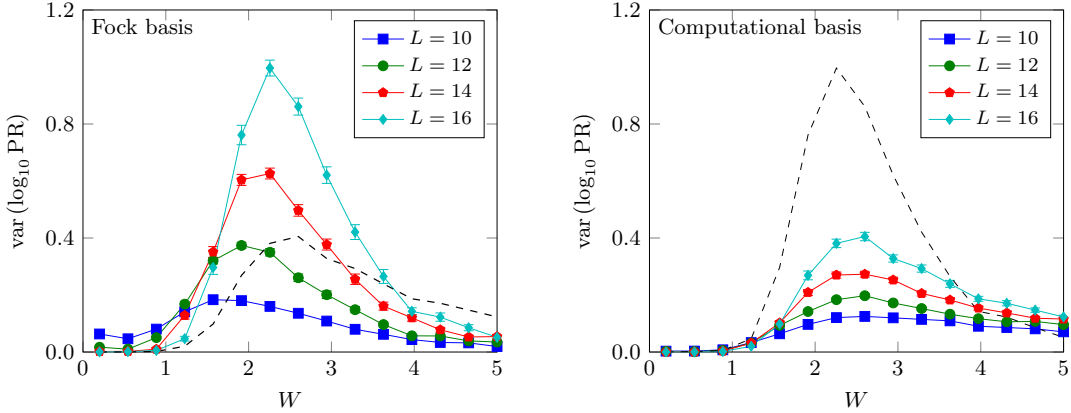 Fock basis
L = 10
L = 12
L = 14
L = 16
var (log₁₀ PR)
1.2
0.8
0.4
0.0
0 1 2 3 4 5
W
Computational basis
L = 10
L = 12
L = 14
L = 16
var (log₁₀ PR)
1.2
0.8
0.4
0.0
0 1 2 3 4 5
W